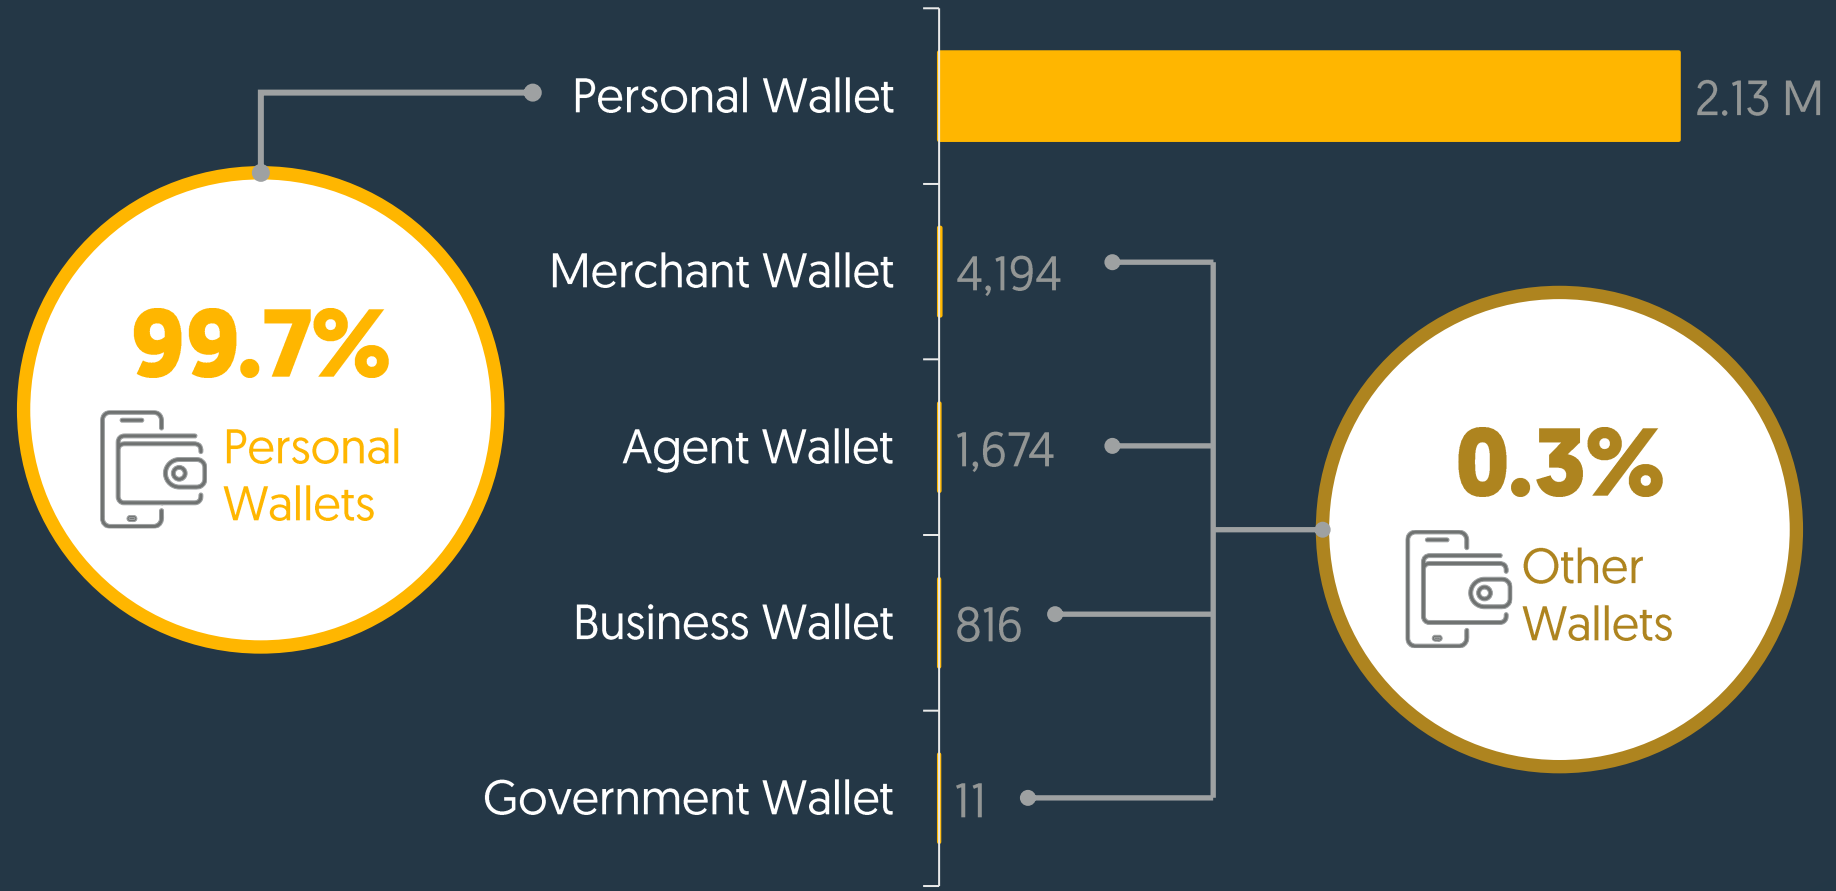 Personal Wallet 2.13 M
Merchant Wallet 4,194
Agent Wallet 1,674
Business Wallet 816
Government Wallet 11
99.7%
Personal
Wallets
0.3%
Other
Wallets